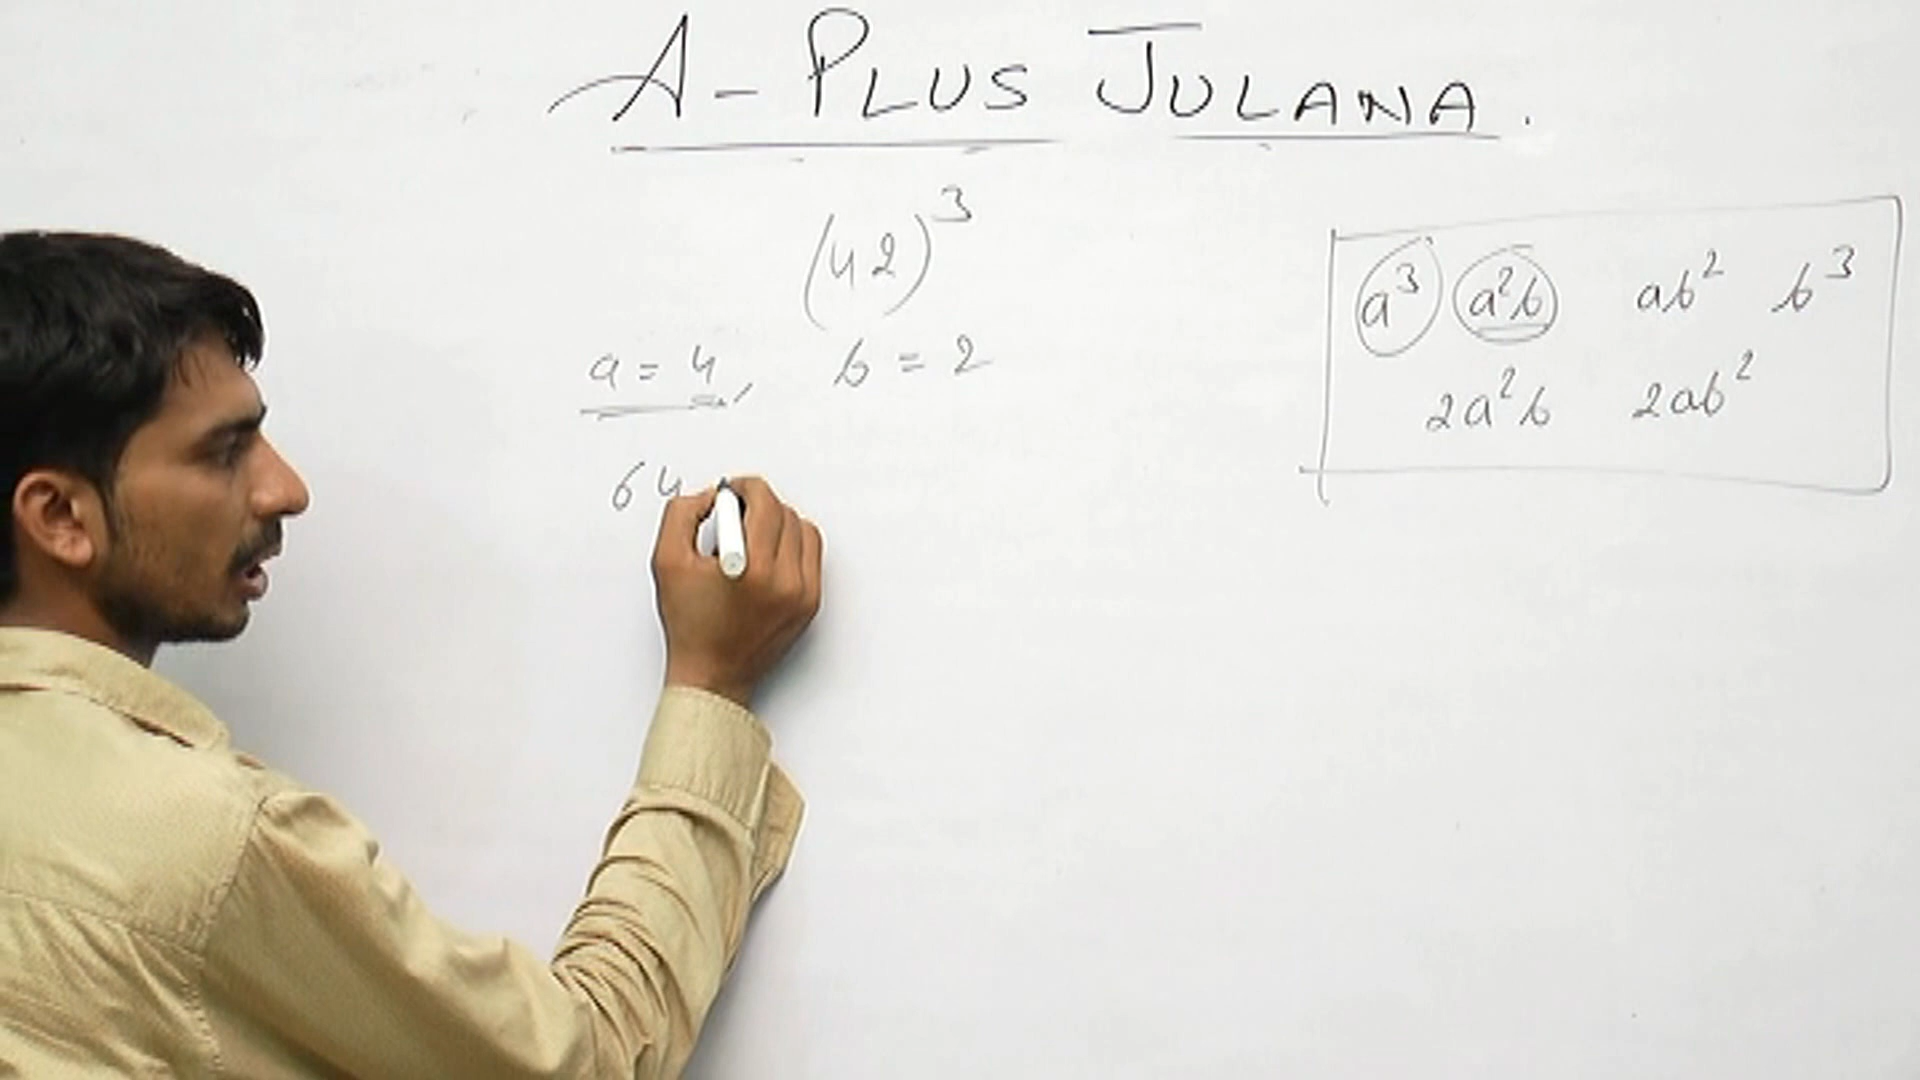 A - PLUS JULANA.
(42)³
a = 4, b = 2
64
a³ a²b ab² b³
2a²b 2ab²